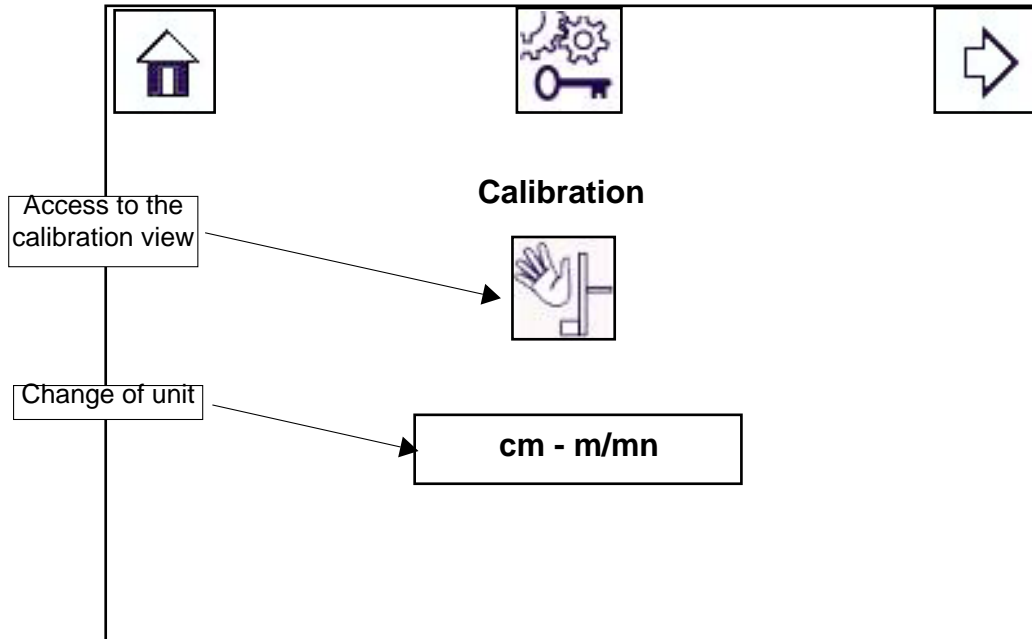 Calibration
Access to the
calibration view
Change of unit
cm - m/mn